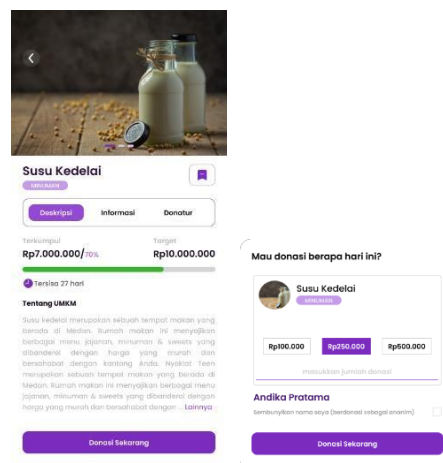 Susu Kedelai
MINUMAN
Deskripsi
Informasi
Donatur
Terkumpul
Target
Rp7.000.000/70%
Rp10.000.000
Tersisa 27 hari
Tentang UMKM
Susu kedelai merupakan sebuah tempat makan yang
berada di Medan. Rumah makan ini menyajikan
berbagai menu jajanan, minuman & sweets yang
dibanderol dengan harga yang murah dan
bersahabat dengan kantong Anda. Nyaklat Teen
merupakan sebuah tempat makan yang berada di
Medan. Rumah makan ini menyajikan berbagai menu
jajanan, minuman & sweets yang dibanderol dengan
harga yang murah dan bersahabat dengan ... Lainnya
Donasi Sekarang
Mau donasi berapa hari ini?
Susu Kedelai
MINUMAN
Rp100.000
Rp250.000
Rp500.000
masukkan jumlah donasi
Andika Pratama
Sembunyikan nama saya (berdonasi sebagai anonim)
Donasi Sekarang